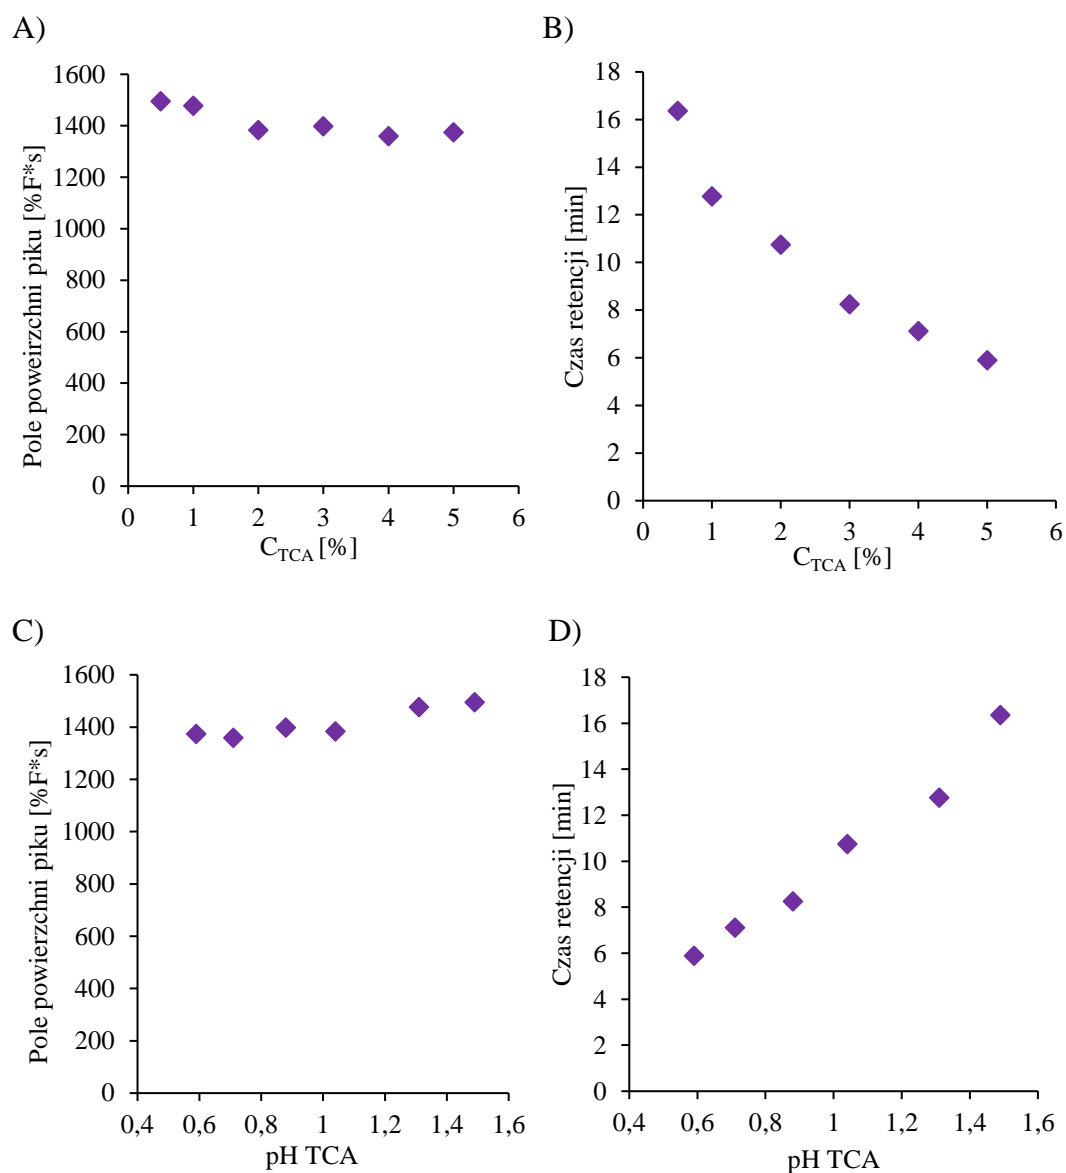 A)
Pole poweirzchni piku [%F*s]
1600
1400
1200
1000
800
600
400
200
0
0 1 2 3 4 5 6
C_TCA [%]
B)
Czas retencji [min]
18
16
14
12
10
8
6
4
2
0
0 1 2 3 4 5 6
C_TCA [%]
C)
Pole powierzchni piku [%F*s]
1600
1400
1200
1000
800
600
400
200
0
0,4 0,6 0,8 1 1,2 1,4 1,6
pH TCA
D)
Czas retencji [min]
18
16
14
12
10
8
6
4
2
0
0,4 0,6 0,8 1 1,2 1,4 1,6
pH TCA